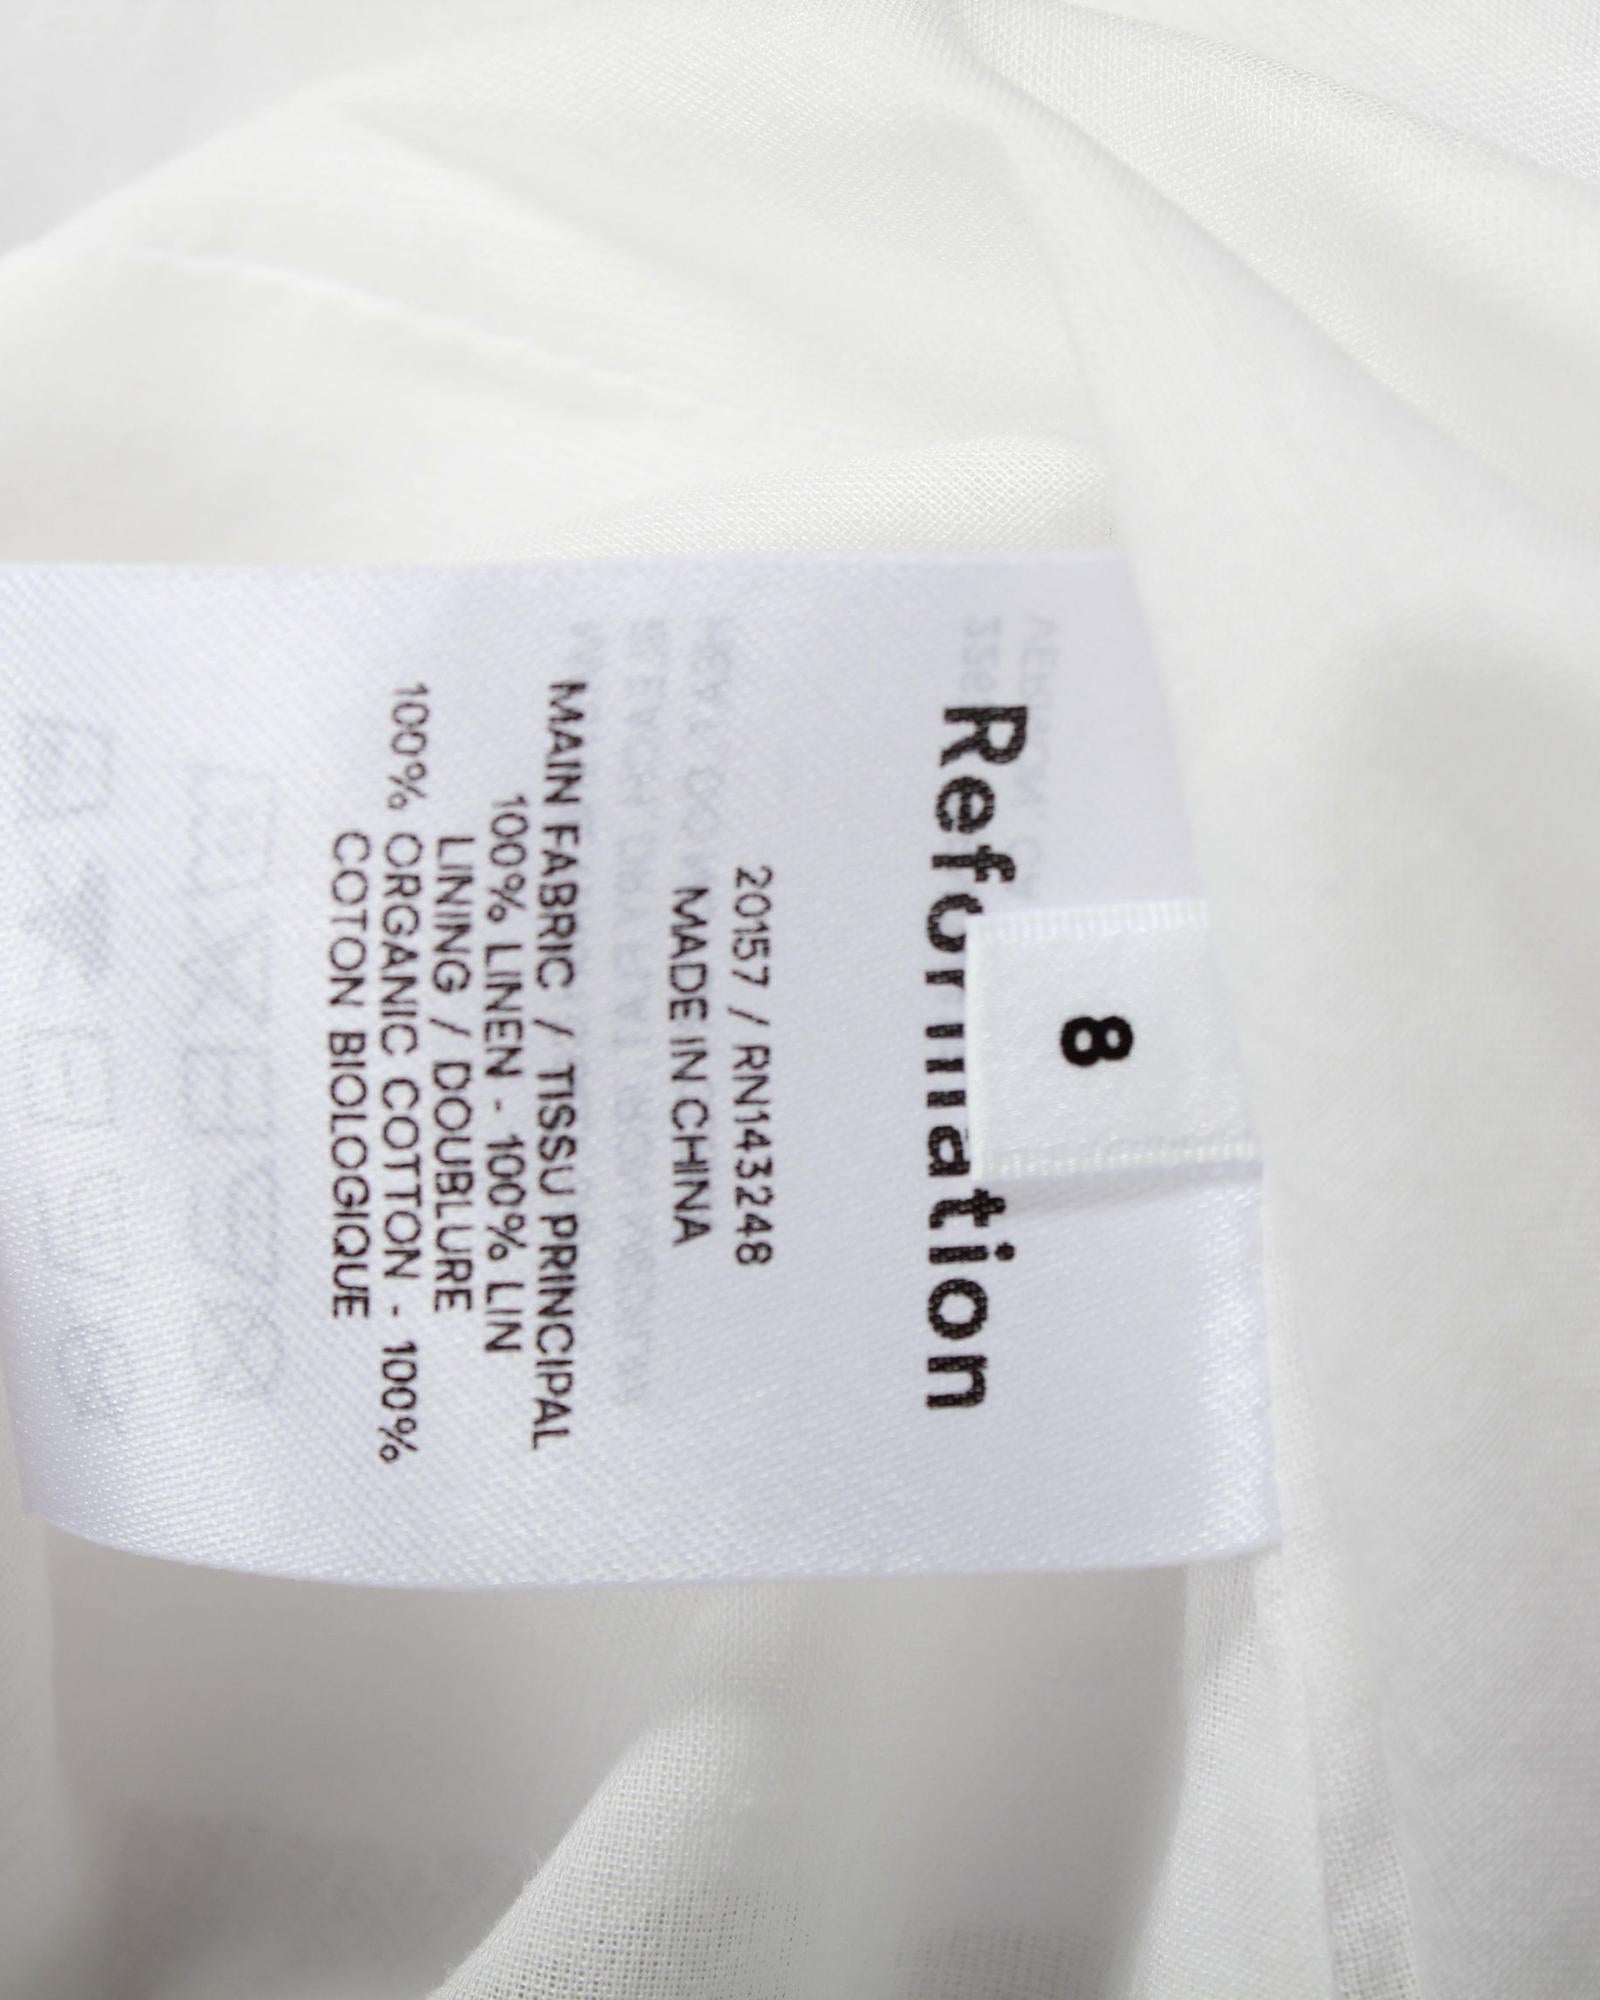 8
Reformation
20157 / RN143248
MADE IN CHINA
MAIN FABRIC / TISSU PRINCIPAL
100% LINEN - 100% LIN
LINING / DOUBLURE
100% ORGANIC COTTON - 100%
COTON BIOLOGIQUE